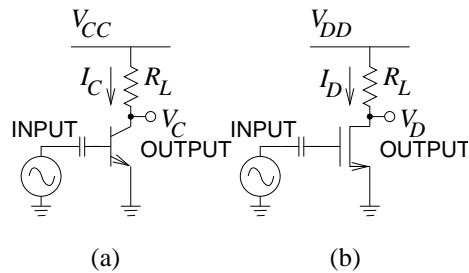 V_CC
I_C
R_L
V_C
INPUT
OUTPUT
(a)
V_DD
I_D
R_L
V_D
INPUT
OUTPUT
(b)